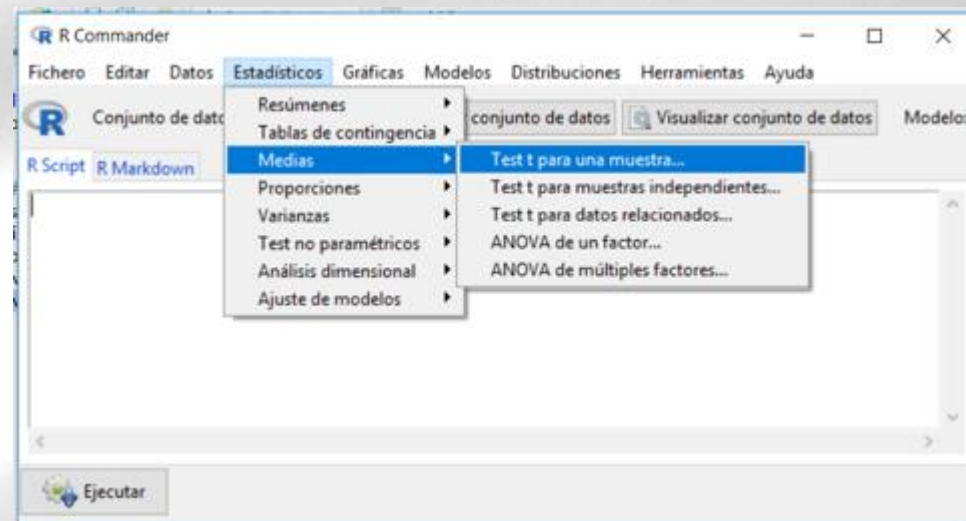 R Commander
Fichero Editar Datos Estadísticos Gráficas Modelos Distribuciones Herramientas Ayuda
R Conjunto de dato conjunto de datos Visualizar conjunto de datos Modelo:
R Script R Markdown
Resúmenes
Tablas de contingencia
Medias
Proporciones
Varianzas
Test no paramétricos
Análisis dimensional
Ajuste de modelos
Test t para una muestra...
Test t para muestras independientes...
Test t para datos relacionados...
ANOVA de un factor...
ANOVA de múltiples factores...
Ejecutar